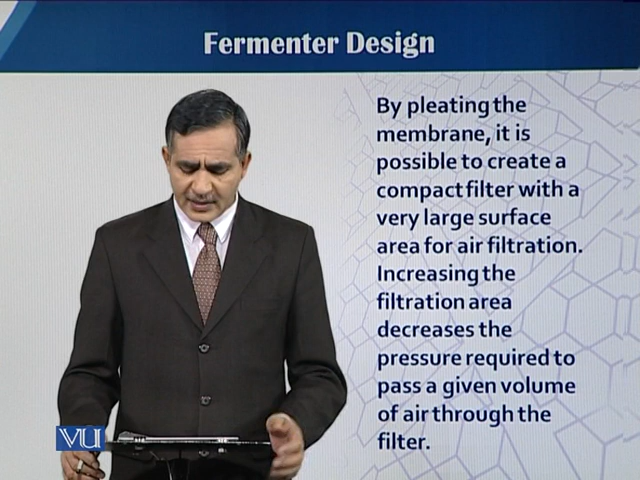 Fermenter Design
By pleating the
membrane, it is
possible to create a
compact filter with a
very large surface
area for air filtration.
Increasing the
filtration area
decreases the
pressure required to
pass a given volume
of air through the
filter.
VU